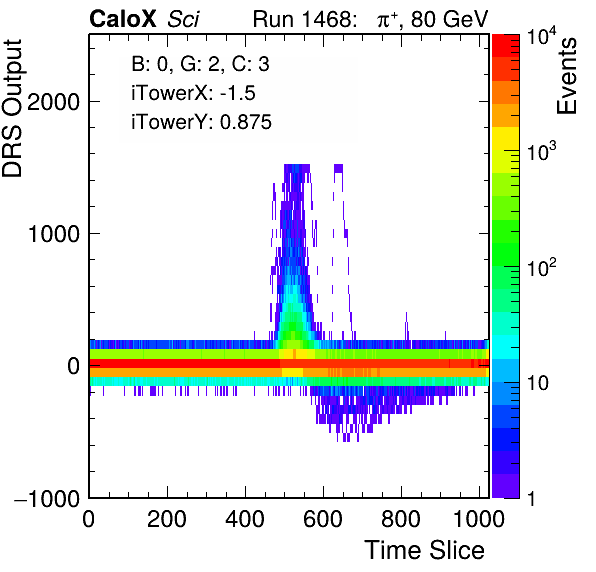 CaloX Sci Run 1468: π⁺, 80 GeV
B: 0, G: 2, C: 3
iTowerX: -1.5
iTowerY: 0.875
DRS Output
2000
1000
0
−1000
0 200 400 600 800 1000
Time Slice
Events
10⁴
10³
10²
10
1